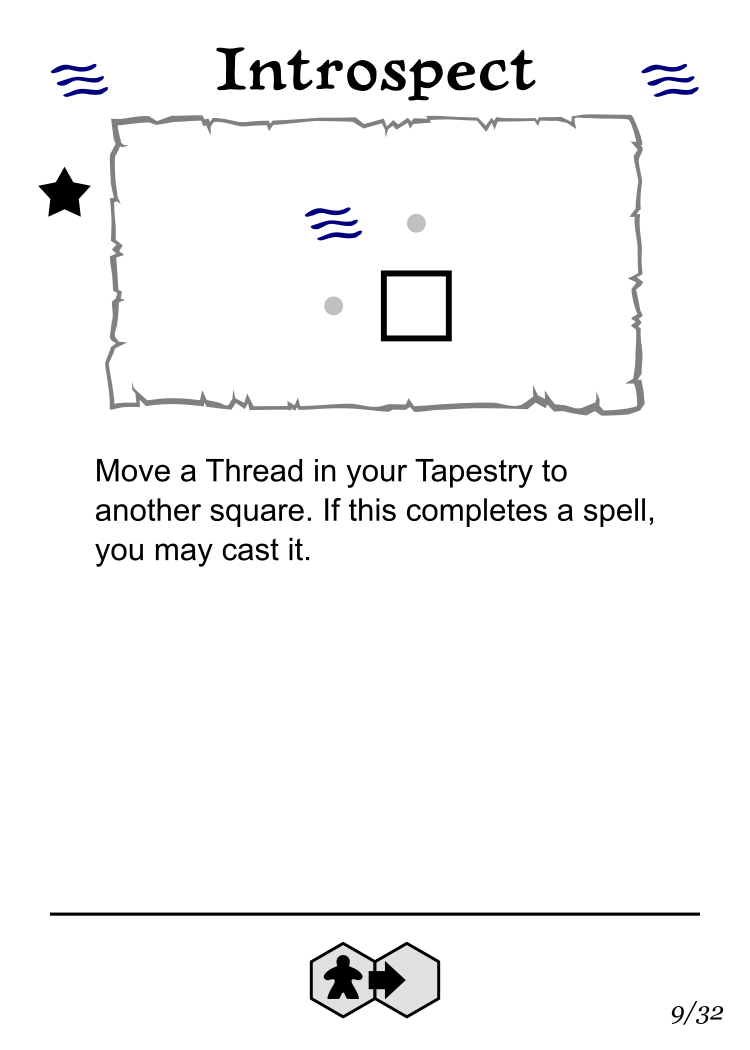 Introspect
Move a Thread in your Tapestry to
another square. If this completes a spell,
you may cast it.
9/32